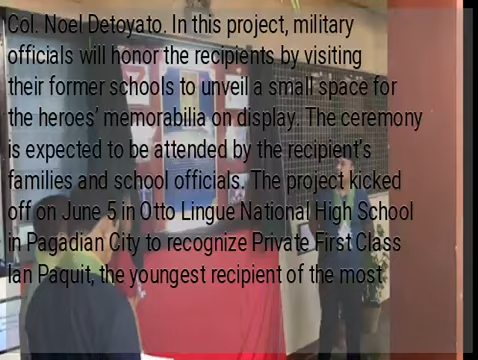 Col. Noel Detoyato. In this project, military
officials will honor the recipients by visiting
their former schools to unveil a small space for
the heroes' memorabilia on display. The ceremony
is expected to be attended by the recipient's
families and school officials. The project kicked
off on June 5 in Otto Lingue National High School
in Pagadian City to recognize Private First Class
Ian Paquit, the youngest recipient of the most